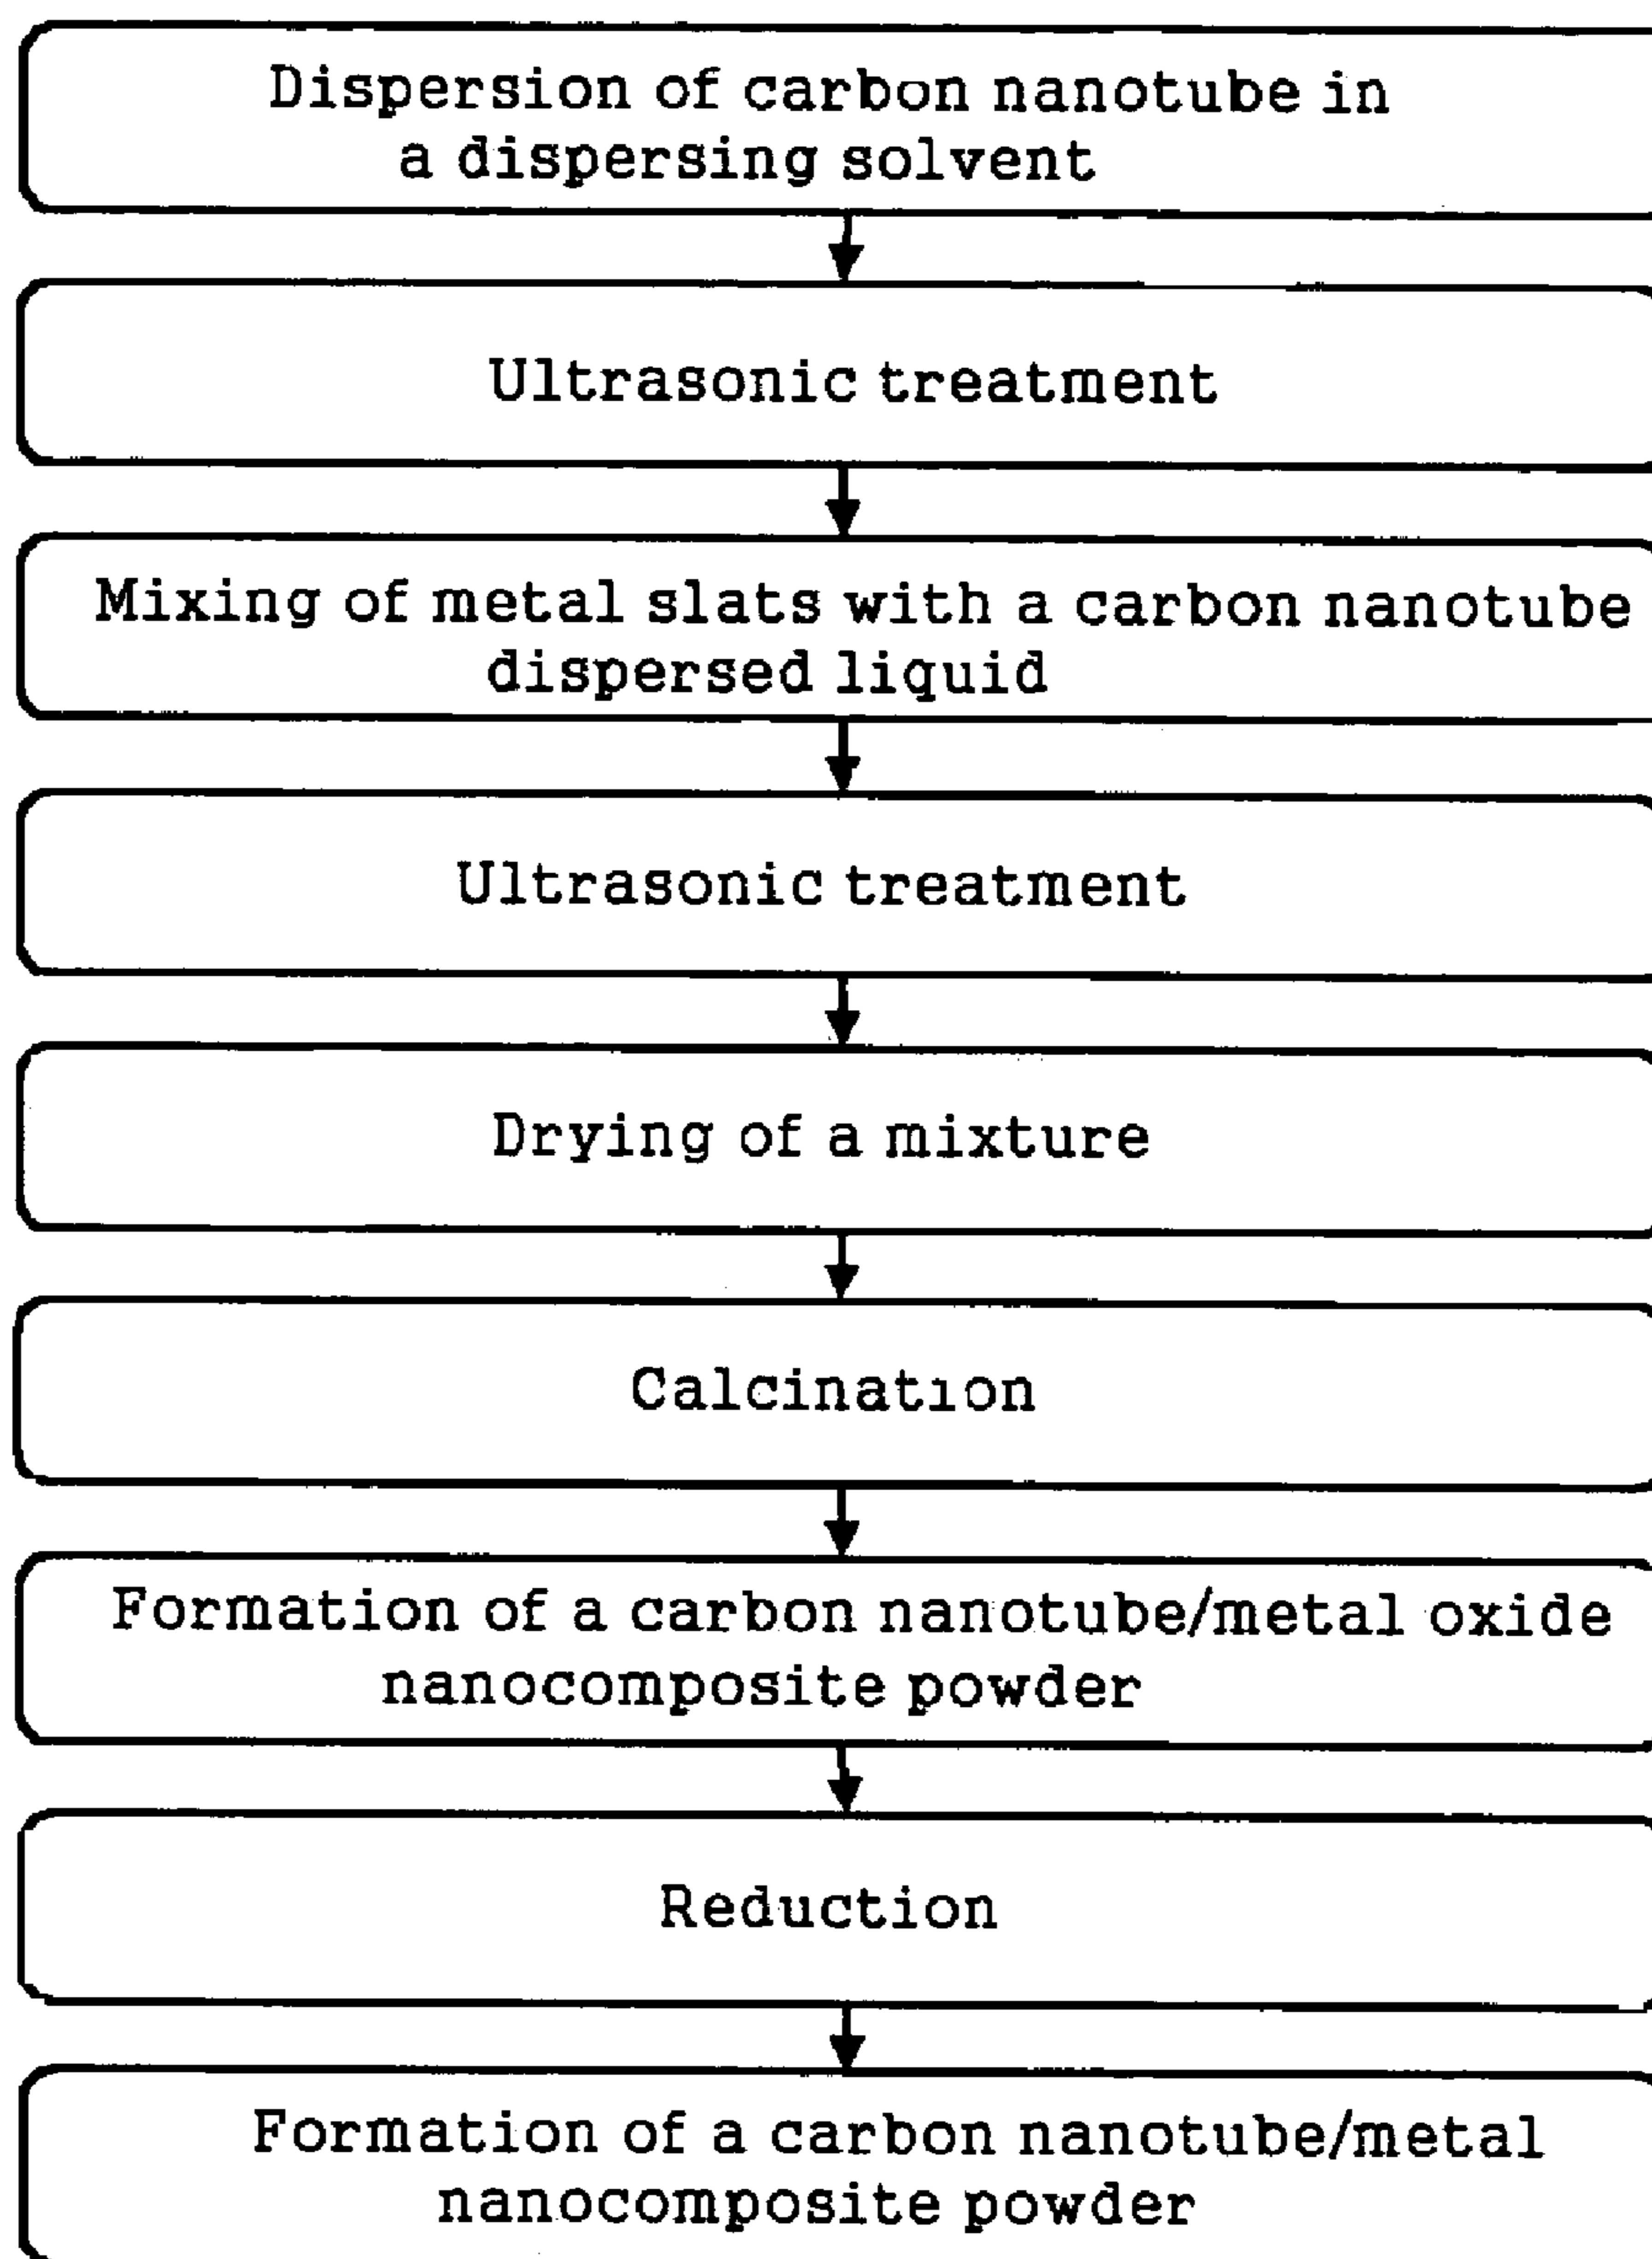 Dispersion of carbon nanotube in
a dispersing solvent
Ultrasonic treatment
Mixing of metal slats with a carbon nanotube
dispersed liquid
Ultrasonic treatment
Drying of a mixture
Calcination
Formation of a carbon nanotube/metal oxide
nanocomposite powder
Reduction
Formation of a carbon nanotube/metal
nanocomposite powder